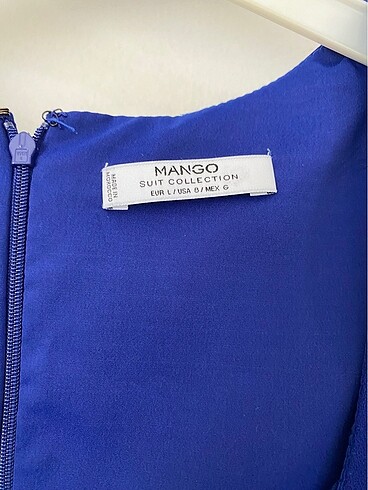 MANGO
SUIT COLLECTION
EUR L / USA 8 / MEX G
MADE IN
MOROCCO